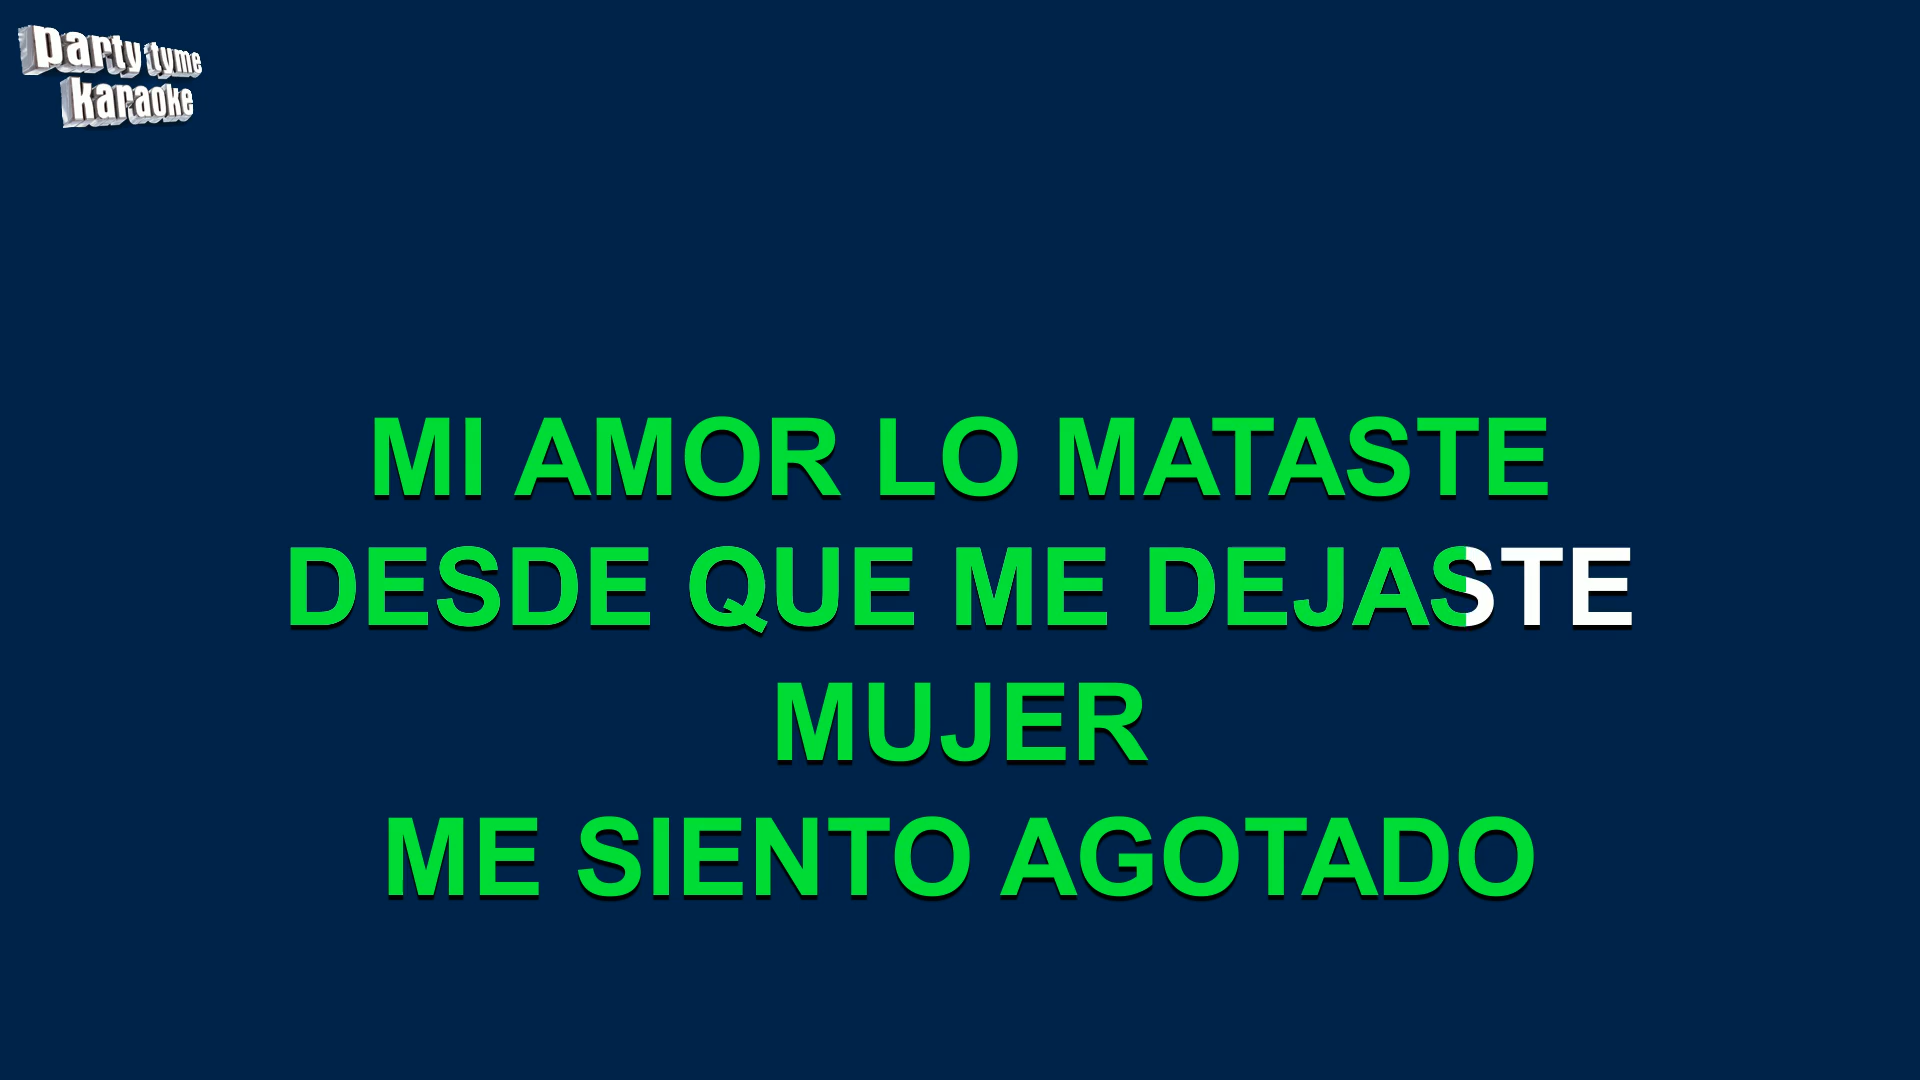 party tyme
karaoke
MI AMOR LO MATASTE
DESDE QUE ME DEJASTE
MUJER
ME SIENTO AGOTADO